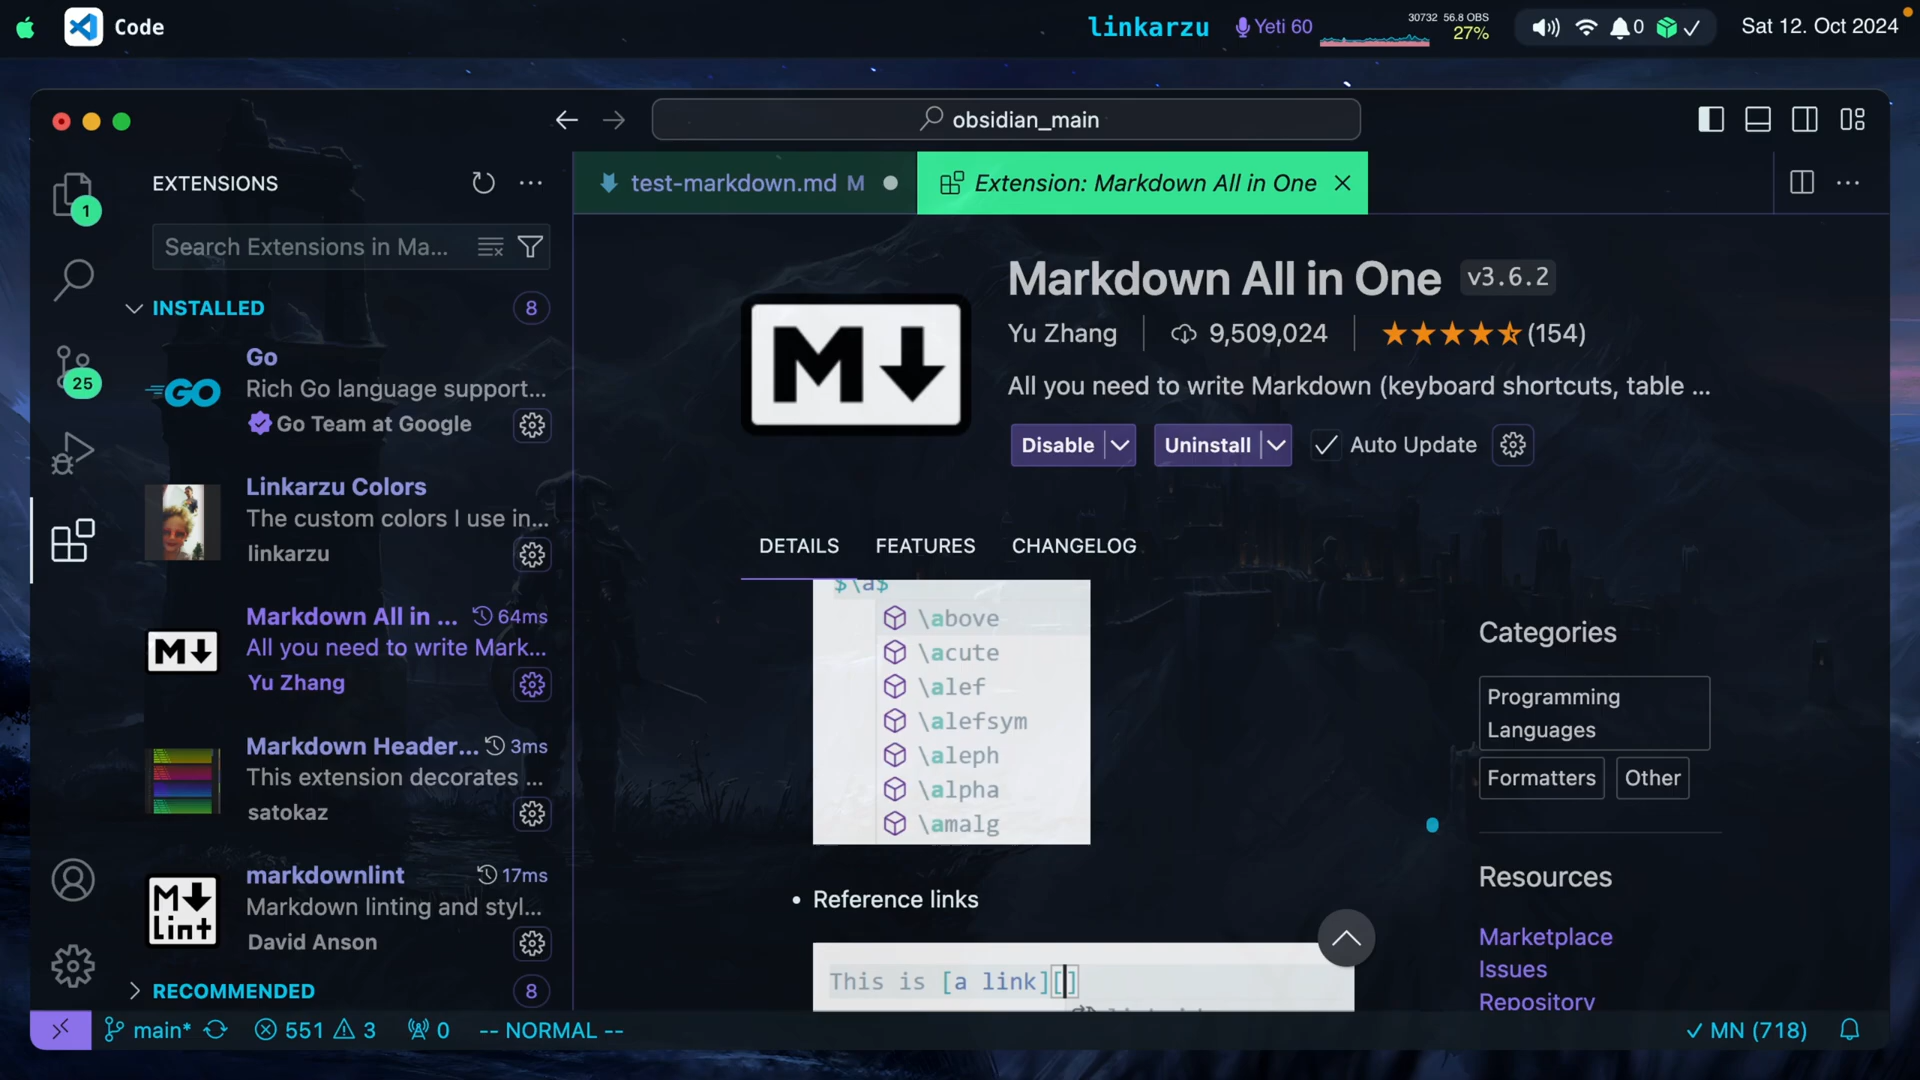 Code
linkarzu
Yeti 60
30732 56.8 OBS
27%
0
Sat 12. Oct 2024
obsidian_main
EXTENSIONS
test-markdown.md M
Extension: Markdown All in One
1
Search Extensions in Ma...
INSTALLED
8
Go
Rich Go language support...
Go Team at Google
GO
25
Linkarzu Colors
The custom colors I use in...
linkarzu
Markdown All in ...
64ms
All you need to write Mark...
Yu Zhang
M
Markdown Header...
3ms
This extension decorates ...
satokaz
markdownlint
17ms
Markdown linting and styl...
David Anson
M
lint
RECOMMENDED
8
M
Markdown All in One
v3.6.2
Yu Zhang
9,509,024
(154)
All you need to write Markdown (keyboard shortcuts, table ...
Disable
Uninstall
Auto Update
DETAILS
FEATURES
CHANGELOG
$\a$
\above
\acute
\alef
\alefsym
\aleph
\alpha
\amalg
• Reference links
This is [a link][]
Categories
Programming
Languages
Formatters
Other
Resources
Marketplace
Issues
Repository
main*
551
3
0
-- NORMAL --
MN (718)